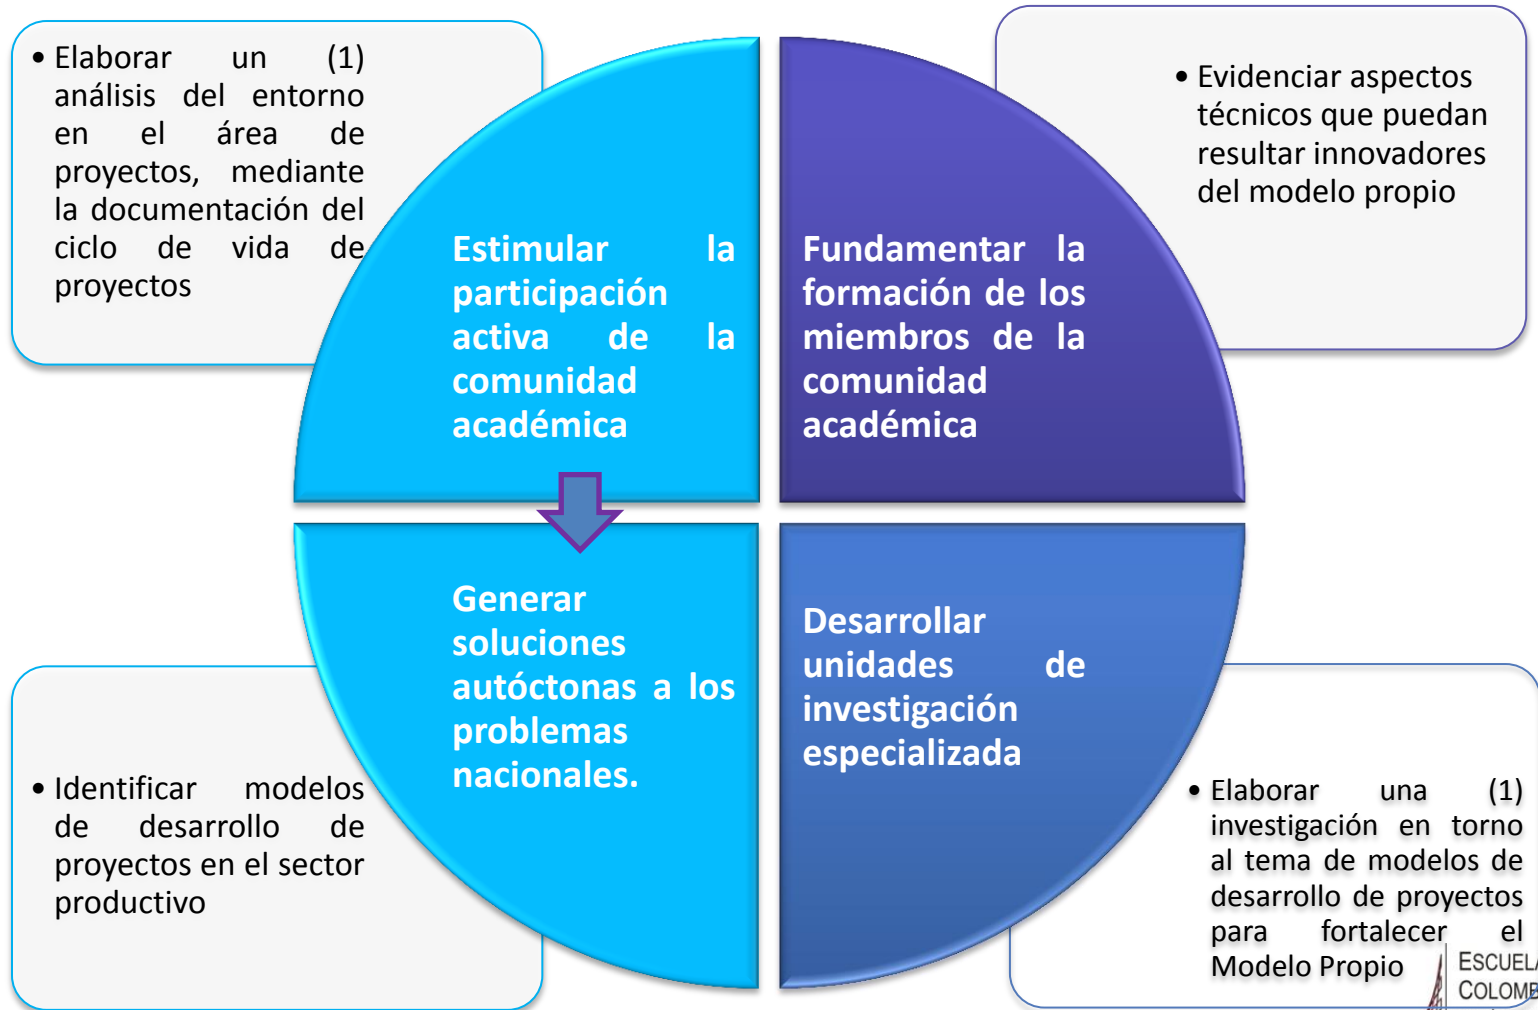 • Elaborar un (1)
análisis del entorno
en el área de
proyectos, mediante
la documentación del
ciclo de vida de
proyectos
Estimular la
participación
activa de la
comunidad
académica
Fundamentar la
formación de los
miembros de la
comunidad
académica
• Evidenciar aspectos
técnicos que puedan
resultar innovadores
del modelo propio
• Identificar modelos
de desarrollo de
proyectos en el sector
productivo
Generar
soluciones
autóctonas a los
problemas
nacionales.
Desarrollar
unidades de
investigación
especializada
• Elaborar una (1)
investigación en torno
al tema de modelos de
desarrollo de proyectos
para fortalecer el
Modelo Propio
ESCUELA
COLOMB